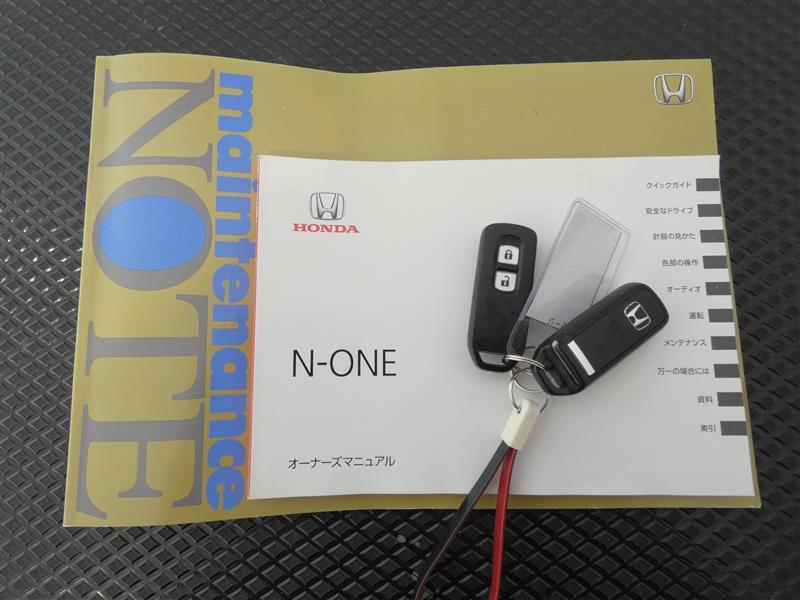 maintenance
NOTE
HONDA
N-ONE
オーナーズマニュアル
クイックガイド
安全なドライブ
計器の見かた
各部の操作
オーディオ
運転
メンテナンス
万一の場合には
資料
索引